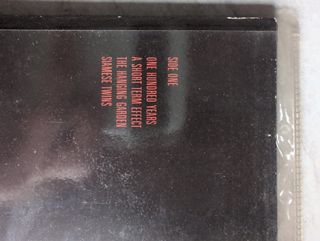 SIDE ONE
ONE HUNDRED YEARS
A SHORT TERM EFFECT
THE HANGING GARDEN
SIAMESE TWINS